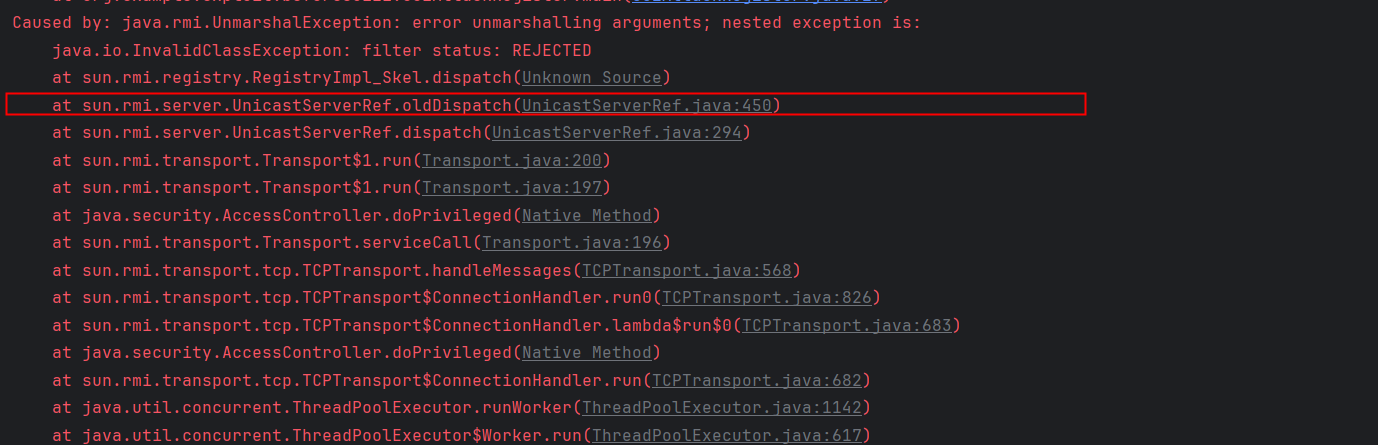 Caused by: java.rmi.UnmarshalException: error unmarshalling arguments; nested exception is:
java.io.InvalidClassException: filter status: REJECTED
at sun.rmi.registry.RegistryImpl_Skel.dispatch(Unknown Source)
at sun.rmi.server.UnicastServerRef.oldDispatch(UnicastServerRef.java:450)
at sun.rmi.server.UnicastServerRef.dispatch(UnicastServerRef.java:294)
at sun.rmi.transport.Transport$1.run(Transport.java:200)
at sun.rmi.transport.Transport$1.run(Transport.java:197)
at java.security.AccessController.doPrivileged(Native Method)
at sun.rmi.transport.Transport.serviceCall(Transport.java:196)
at sun.rmi.transport.tcp.TCPTransport.handleMessages(TCPTransport.java:568)
at sun.rmi.transport.tcp.TCPTransport$ConnectionHandler.run0(TCPTransport.java:826)
at sun.rmi.transport.tcp.TCPTransport$ConnectionHandler.lambda$run$0(TCPTransport.java:683)
at java.security.AccessController.doPrivileged(Native Method)
at sun.rmi.transport.tcp.TCPTransport$ConnectionHandler.run(TCPTransport.java:682)
at java.util.concurrent.ThreadPoolExecutor.runWorker(ThreadPoolExecutor.java:1142)
at java.util.concurrent.ThreadPoolExecutor$Worker.run(ThreadPoolExecutor.java:617)